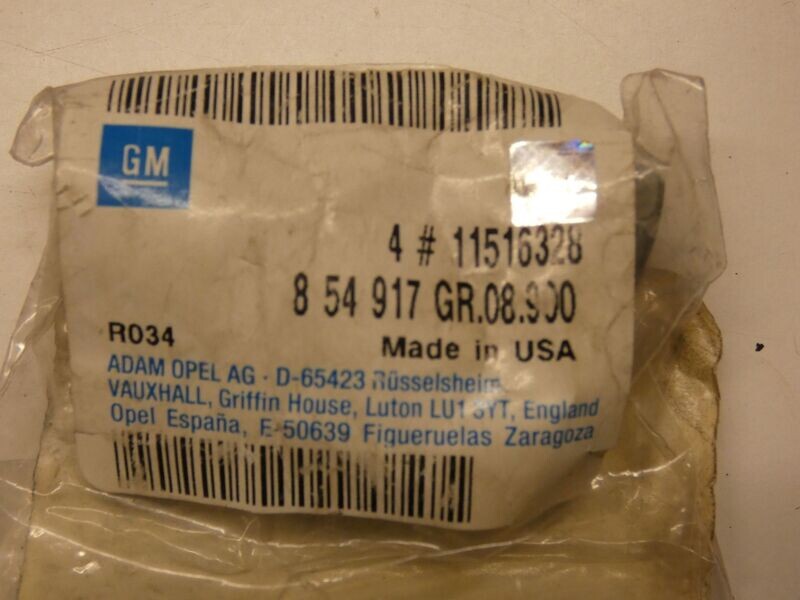 GM
4 # 11516328
8 54 917 GR.08.900
R034
Made in USA
ADAM OPEL AG · D-65423 Rüsselsheim
VAUXHALL, Griffin House, Luton LU1 3YT, England
Opel España, E-50639 Figueruelas Zaragoza